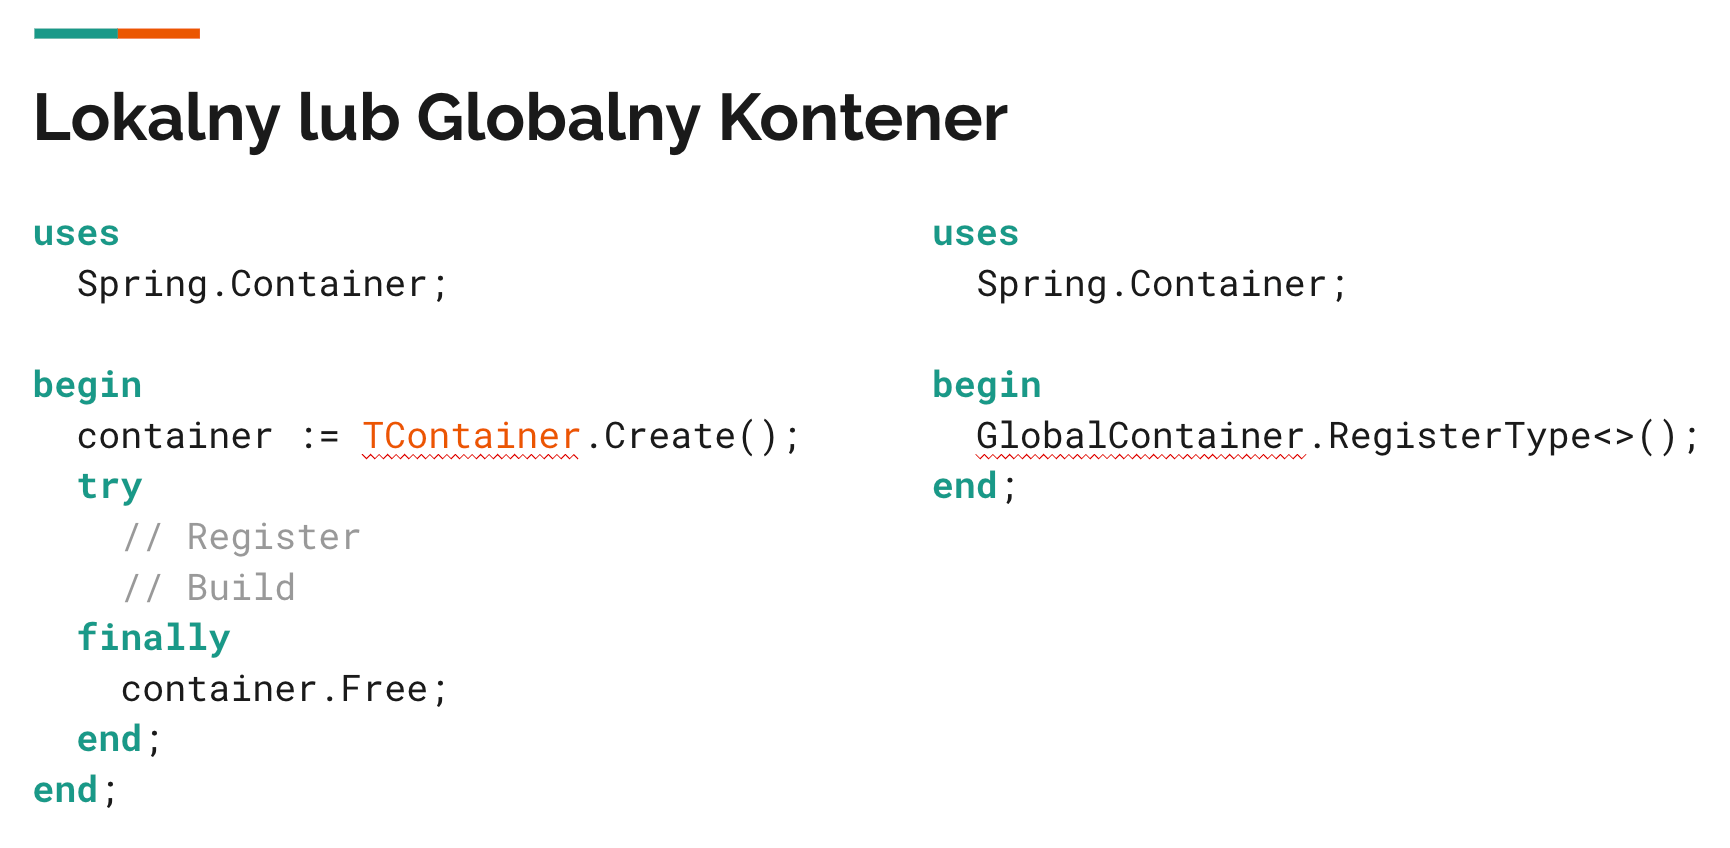 Lokalny lub Globalny Kontener
uses
  Spring.Container;

begin
  container := TContainer.Create();
  try
    // Register
    // Build
  finally
    container.Free;
  end;
end;
uses
  Spring.Container;

begin
  GlobalContainer.RegisterType<>();
end;